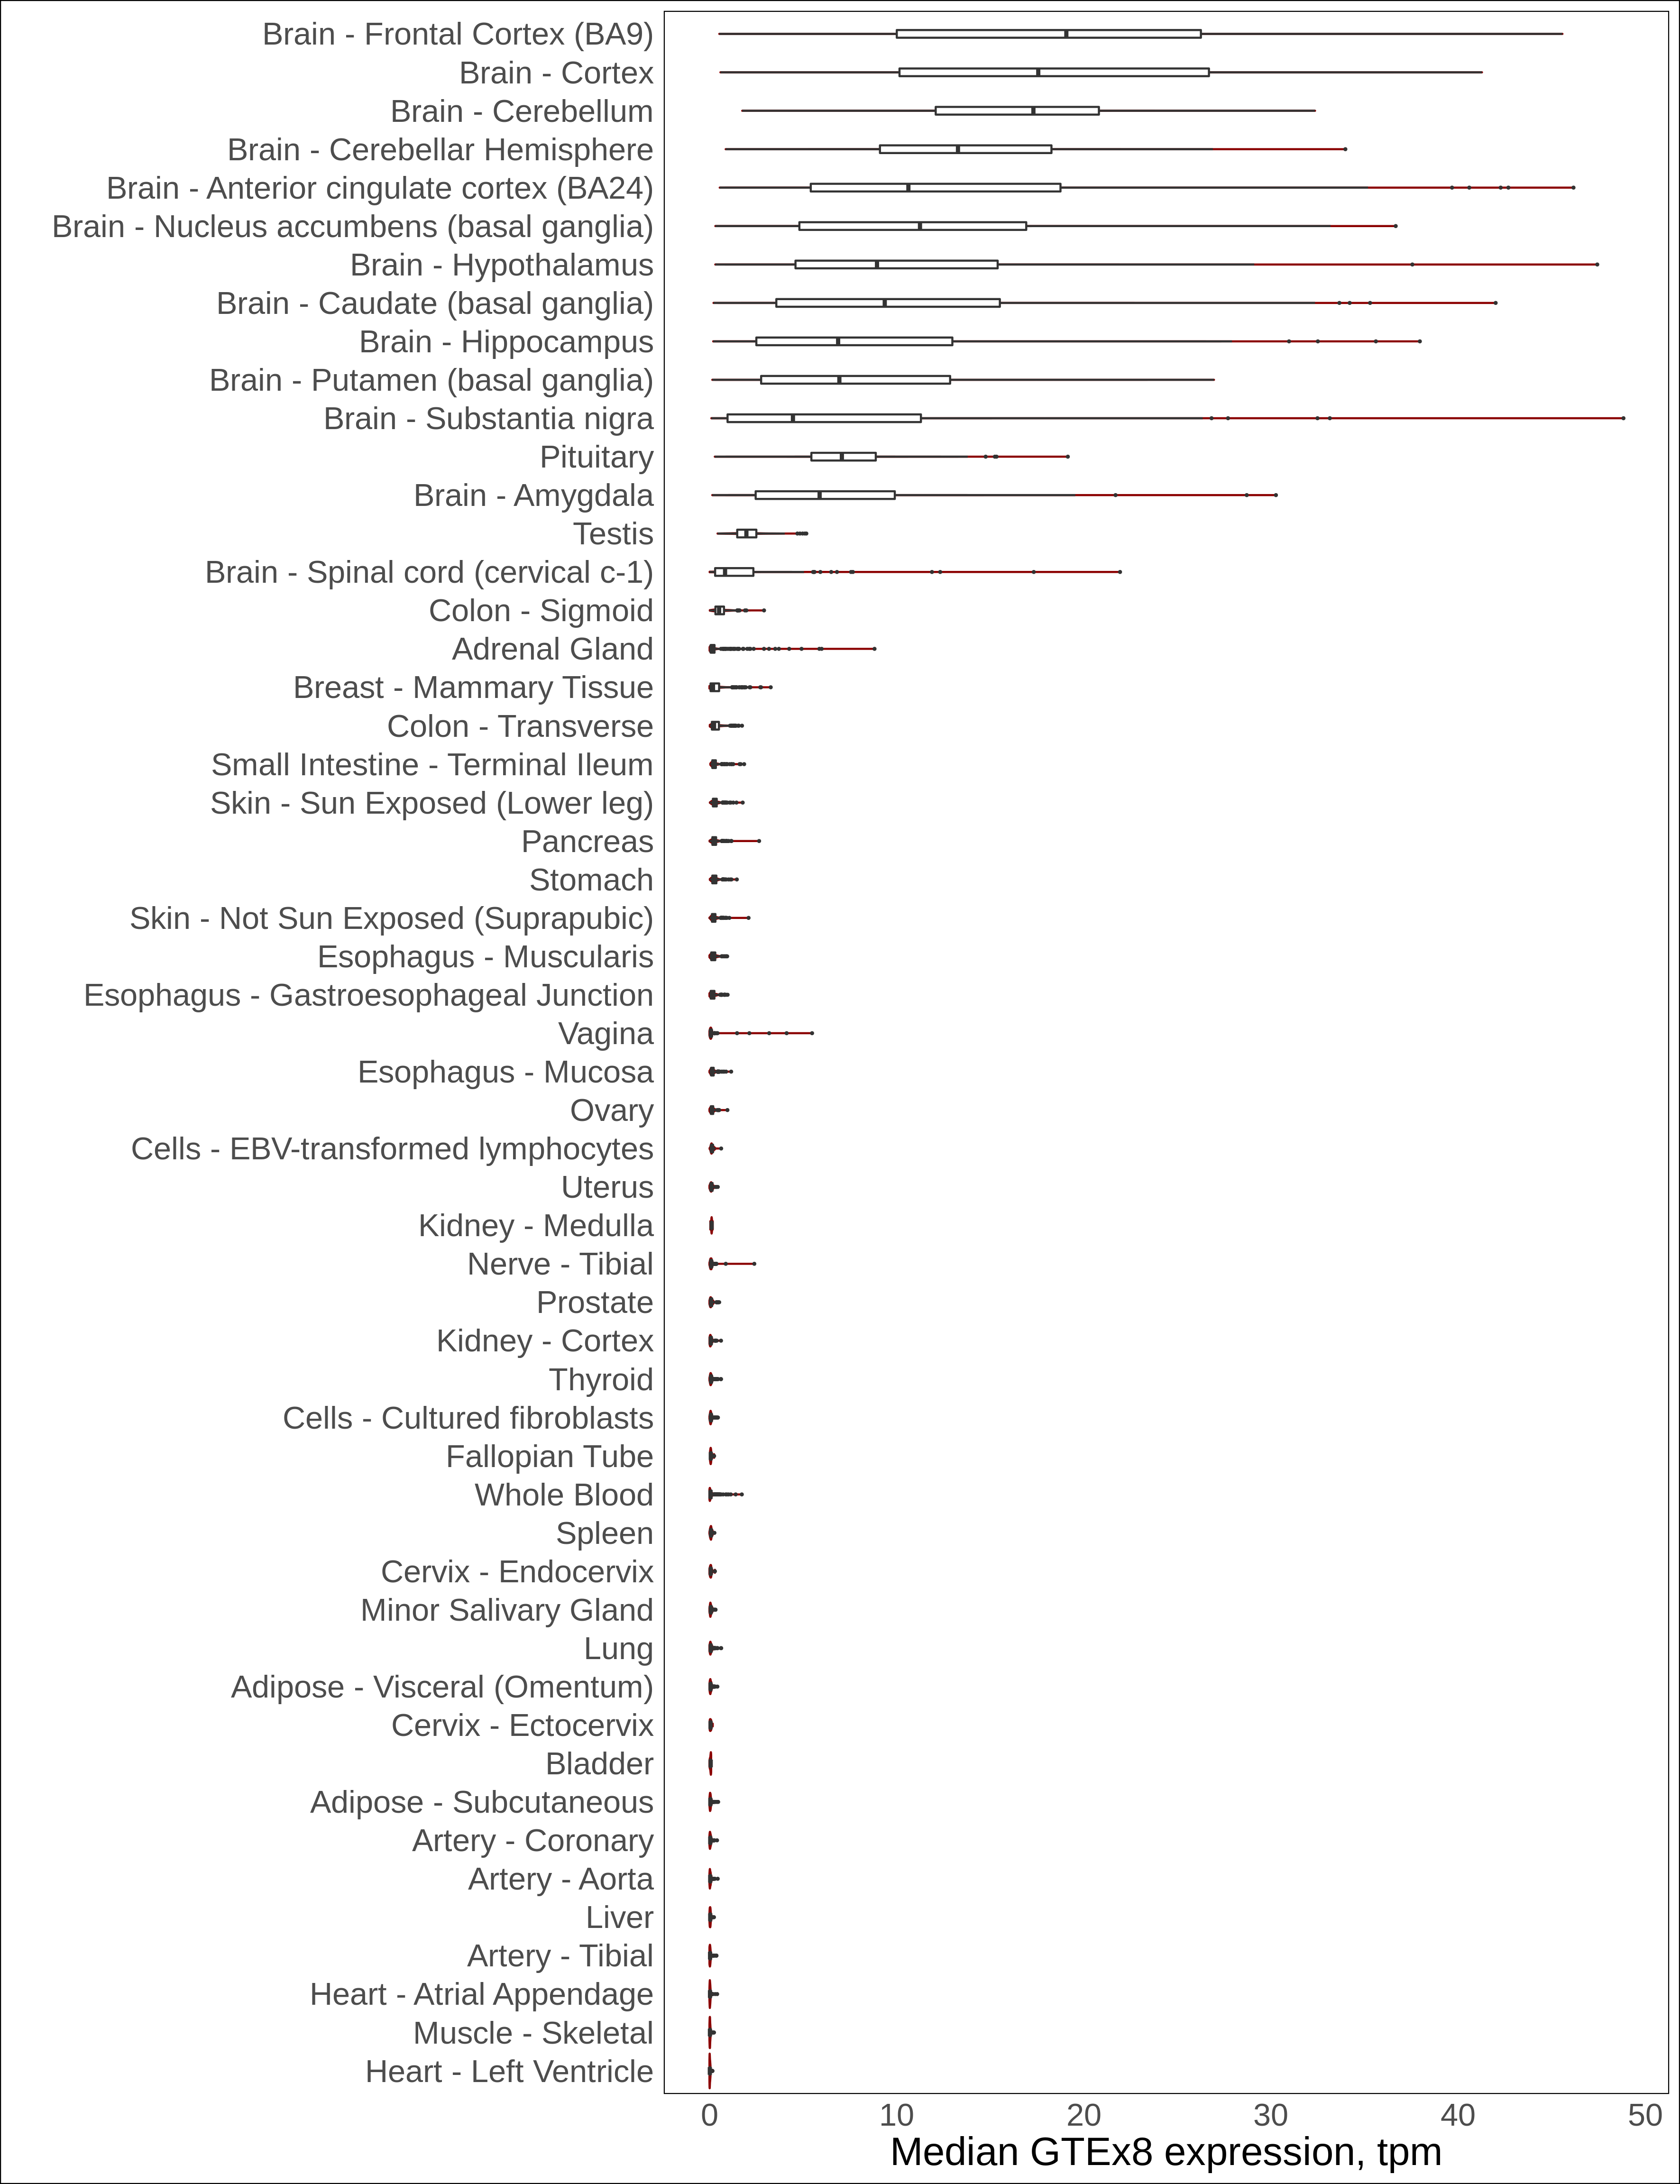 Brain - Frontal Cortex (BA9)
Brain - Cortex
Brain - Cerebellum
Brain - Cerebellar Hemisphere
Brain - Anterior cingulate cortex (BA24)
Brain - Nucleus accumbens (basal ganglia)
Brain - Hypothalamus
Brain - Caudate (basal ganglia)
Brain - Hippocampus
Brain - Putamen (basal ganglia)
Brain - Substantia nigra
Pituitary
Brain - Amygdala
Testis
Brain - Spinal cord (cervical c-1)
Colon - Sigmoid
Adrenal Gland
Breast - Mammary Tissue
Colon - Transverse
Small Intestine - Terminal Ileum
Skin - Sun Exposed (Lower leg)
Pancreas
Stomach
Skin - Not Sun Exposed (Suprapubic)
Esophagus - Muscularis
Esophagus - Gastroesophageal Junction
Vagina
Esophagus - Mucosa
Ovary
Cells - EBV-transformed lymphocytes
Uterus
Kidney - Medulla
Nerve - Tibial
Prostate
Kidney - Cortex
Thyroid
Cells - Cultured fibroblasts
Fallopian Tube
Whole Blood
Spleen
Cervix - Endocervix
Minor Salivary Gland
Lung
Adipose - Visceral (Omentum)
Cervix - Ectocervix
Bladder
Adipose - Subcutaneous
Artery - Coronary
Artery - Aorta
Liver
Artery - Tibial
Heart - Atrial Appendage
Muscle - Skeletal
Heart - Left Ventricle
0 10 20 30 40 50
Median GTEx8 expression, tpm